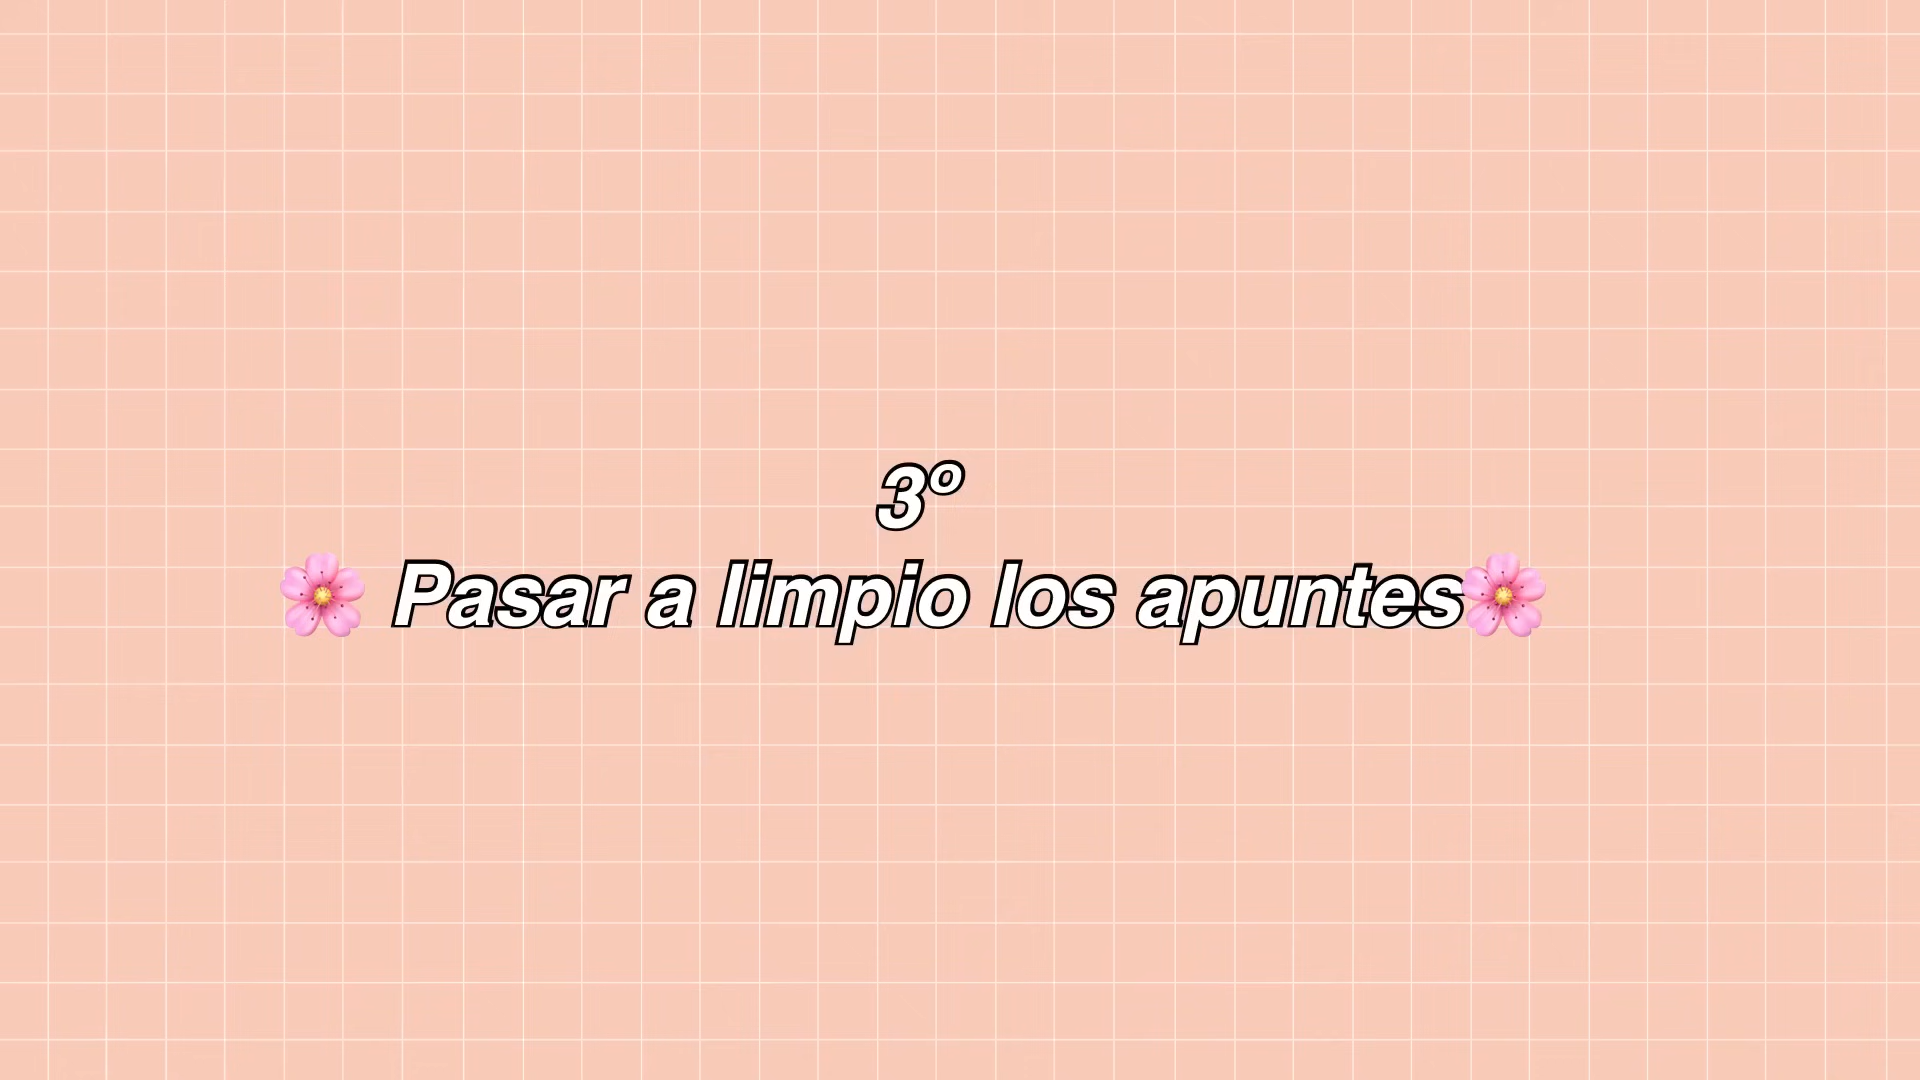 3º
🌸 Pasar a limpio los apuntes🌸